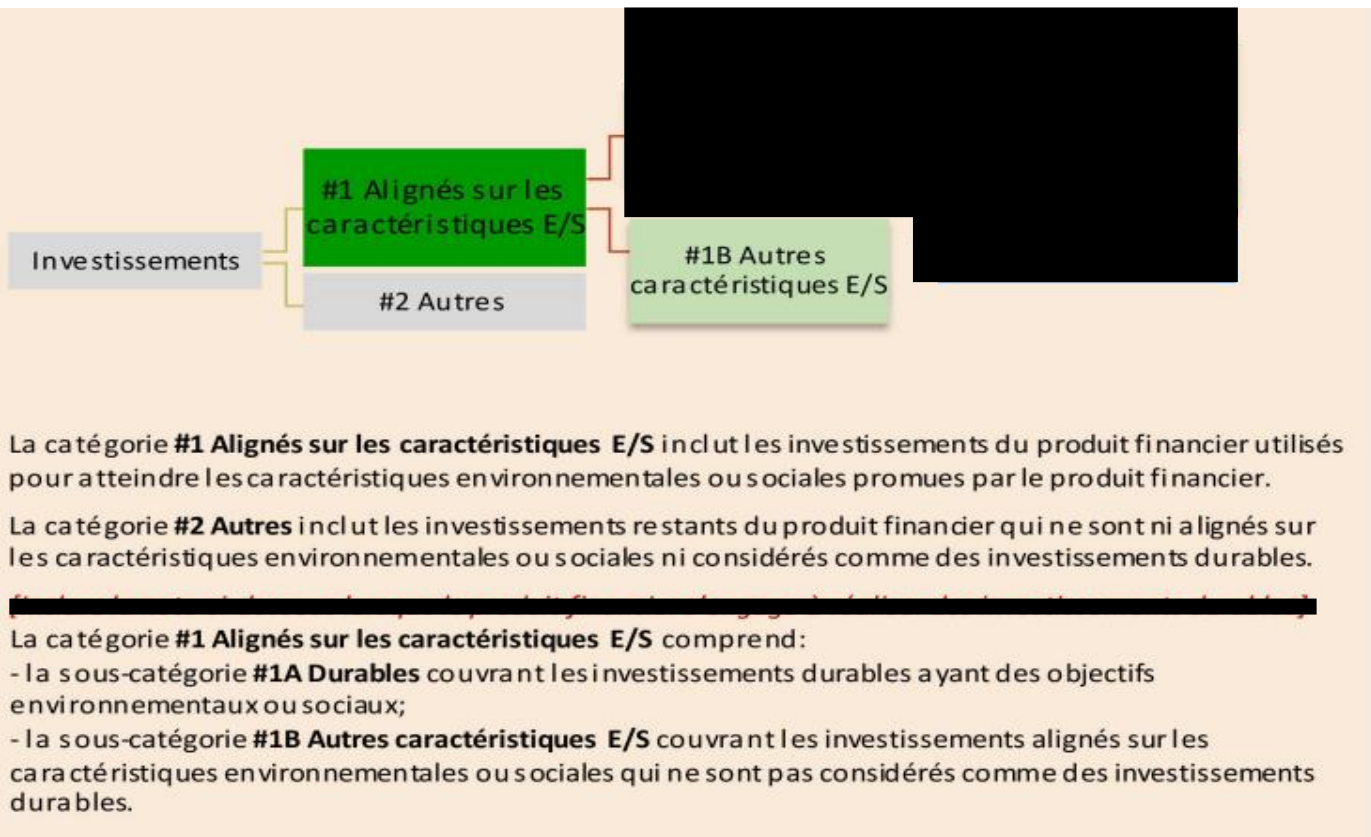 Investissements
#1 Alignés sur les
caractéristiques E/S
#2 Autres
#1B Autres
caractéristiques E/S
La catégorie #1 Alignés sur les caractéristiques E/S inclut les investissements du produit financier utilisés
pour atteindre les caractéristiques environnementales ou sociales promues par le produit financier.
La catégorie #2 Autres inclut les investissements restants du produit financier qui ne sont ni alignés sur
les caractéristiques environnementales ou sociales ni considérés comme des investissements durables.
La catégorie #1 Alignés sur les caractéristiques E/S comprend:
- la sous-catégorie #1A Durables couvrant les investissements durables ayant des objectifs
environnementaux ou sociaux;
- la sous-catégorie #1B Autres caractéristiques E/S couvrant les investissements alignés sur les
caractéristiques environnementales ou sociales qui ne sont pas considérés comme des investissements
durables.